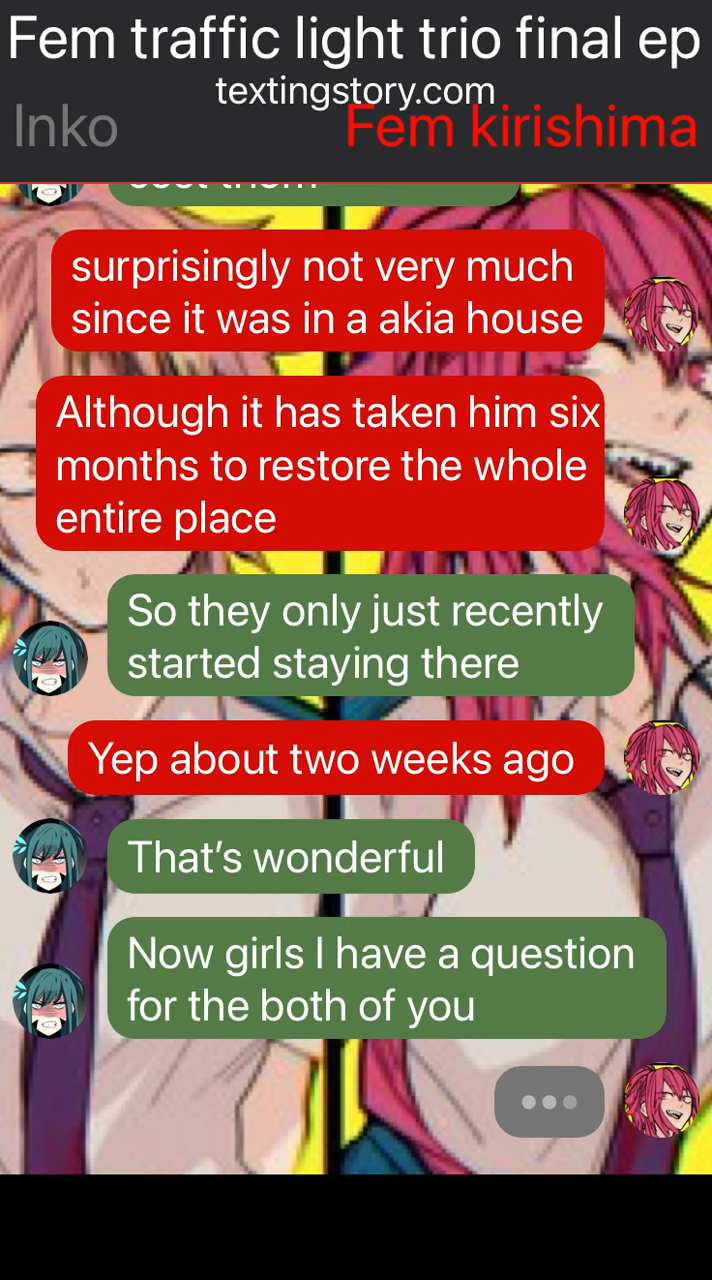 Fem traffic light trio final ep
textingstory.com
Inko
Fem kirishima
surprisingly not very much
since it was in a akia house
Although it has taken him six
months to restore the whole
entire place
So they only just recently
started staying there
Yep about two weeks ago
That's wonderful
Now girls I have a question
for the both of you